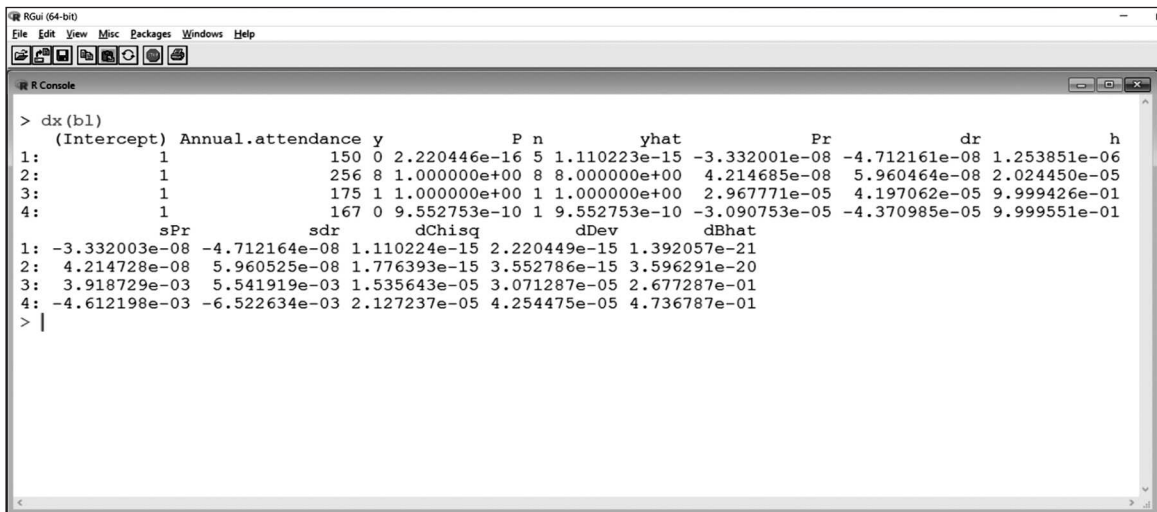 RGui (64-bit)
File Edit View Misc Packages Windows Help
R Console
> dx(bl)
   (Intercept) Annual.attendance y            P n         yhat            Pr            dr            h
1:           1               150 0 2.220446e-16 5 1.110223e-15 -3.332001e-08 -4.712161e-08 1.253851e-06
2:           1               256 8 1.000000e+00 8 8.000000e+00  4.214685e-08  5.960464e-08 2.024450e-05
3:           1               175 1 1.000000e+00 1 1.000000e+00  2.967771e-05  4.197062e-05 9.999426e-01
4:           1               167 0 9.552753e-10 1 9.552753e-10 -3.090753e-05 -4.370985e-05 9.999551e-01
             sPr           sdr       dChisq         dDev        dBhat
1: -3.332003e-08 -4.712164e-08 1.110224e-15 2.220449e-15 1.392057e-21
2:  4.214728e-08  5.960525e-08 1.776393e-15 3.552786e-15 3.596291e-20
3:  3.918729e-03  5.541919e-03 1.535643e-05 3.071287e-05 2.677287e-01
4: -4.612198e-03 -6.522634e-03 2.127237e-05 4.254475e-05 4.736787e-01
>